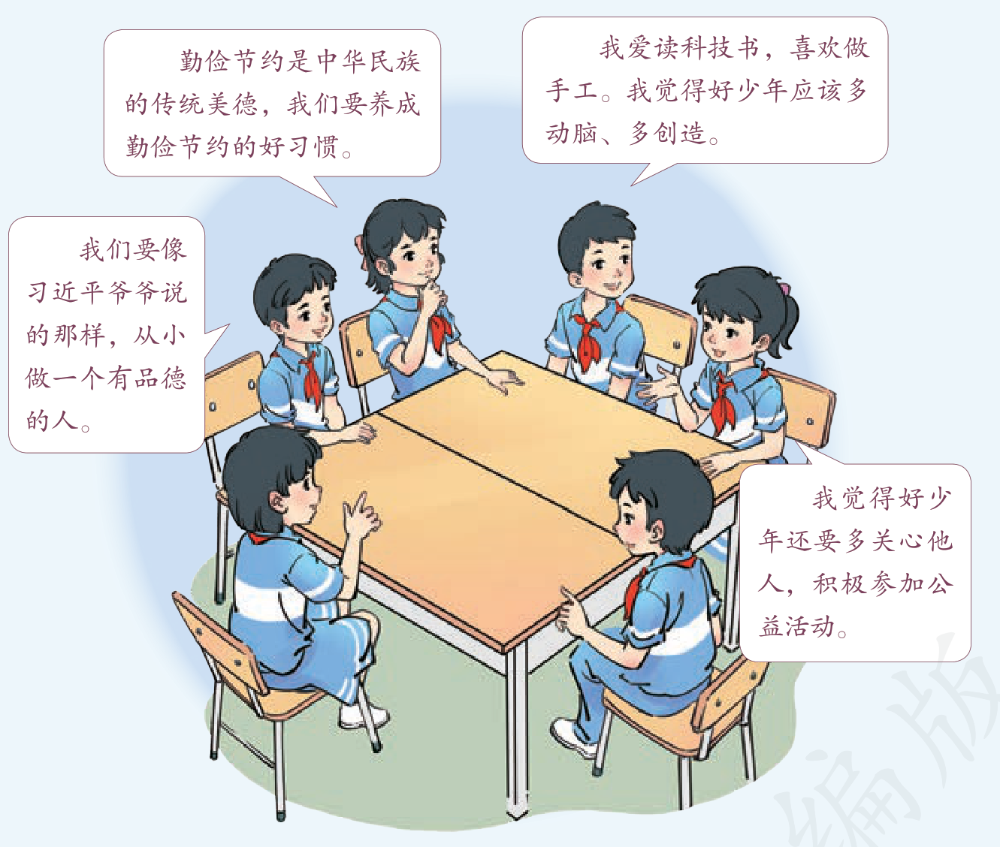 勤俭节约是中华民族
的传统美德，我们要养成
勤俭节约的好习惯。
我爱读科技书，喜欢做
手工。我觉得好少年应该多
动脑、多创造。
我们要像
习近平爷爷说
的那样，从小
做一个有品德
的人。
我觉得好少
年还要多关心他
人，积极参加公
益活动。
编版